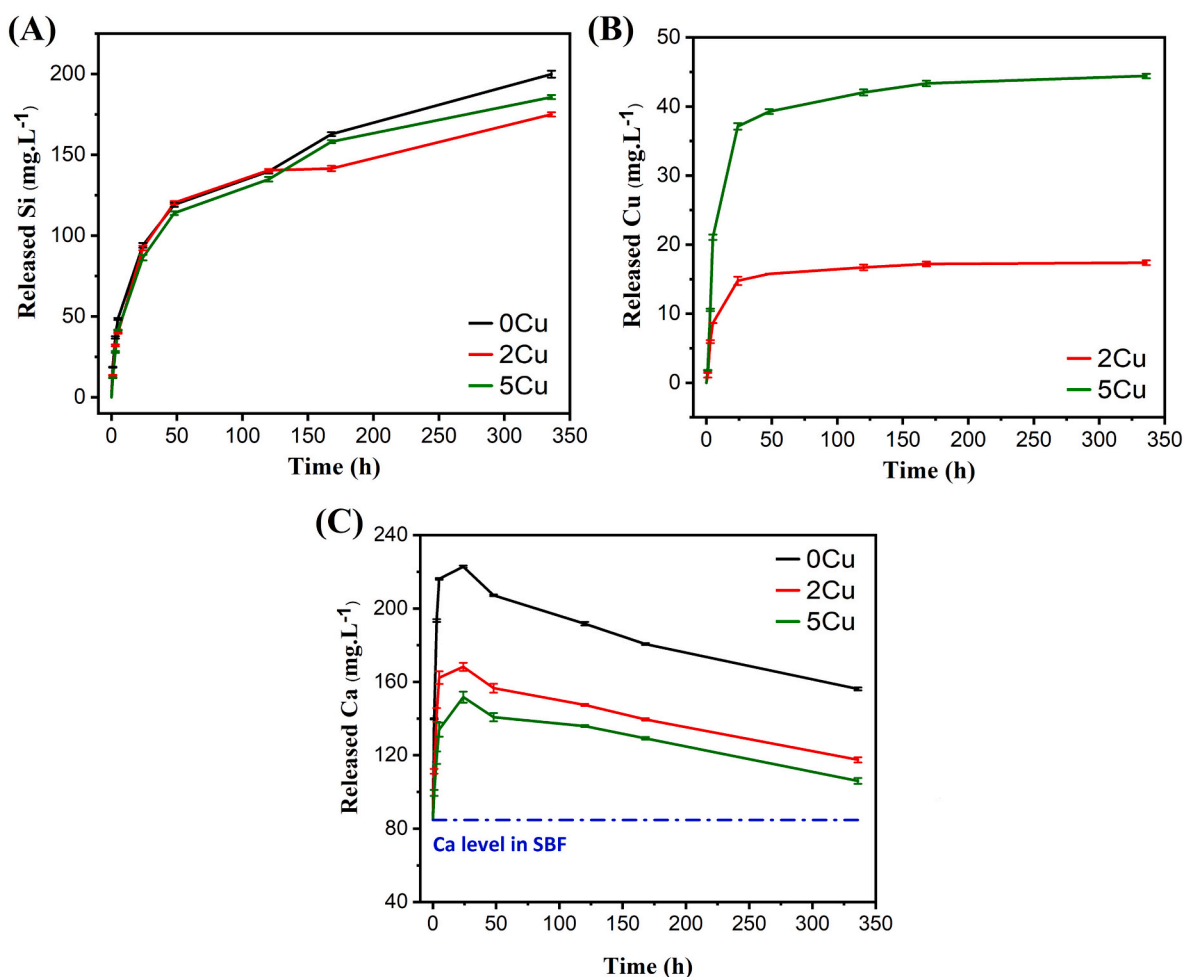 (A)
Released Si (mg.L-1)
200
150
100
50
0
0Cu
2Cu
5Cu
0 50 100 150 200 250 300 350
Time (h)
(B)
Released Cu (mg.L-1)
50
40
30
20
10
0
2Cu
5Cu
0 50 100 150 200 250 300 350
Time (h)
(C)
Released Ca (mg.L-1)
240
200
160
120
80
40
0Cu
2Cu
5Cu
Ca level in SBF
0 50 100 150 200 250 300 350
Time (h)